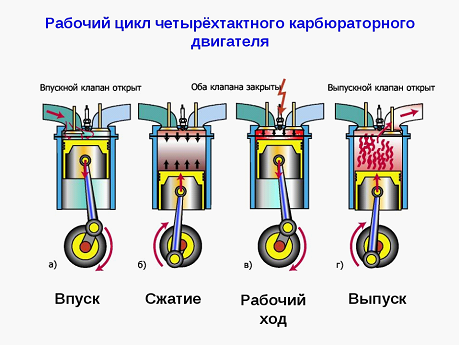 Рабочий цикл четырёхтактного карбюраторного
двигателя
Впускной клапан открыт
Оба клапана закрыты
Выпускной клапан открыт
а)
б)
в)
г)
Впуск
Сжатие
Рабочий
ход
Выпуск